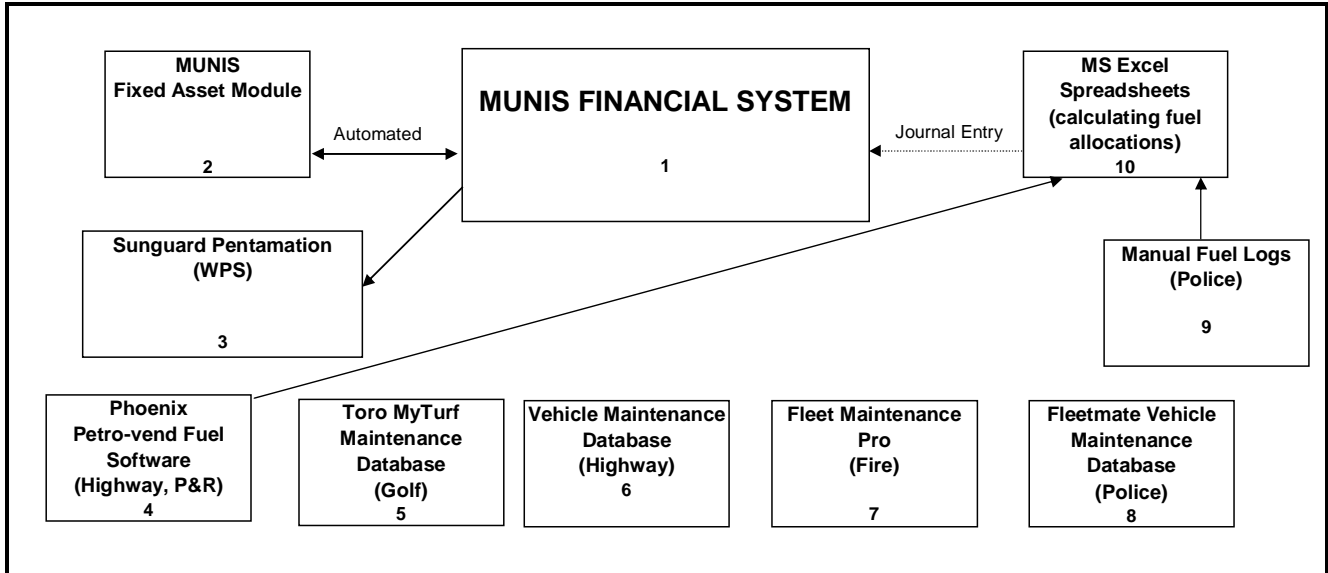 MUNIS
Fixed Asset Module
2
Automated
MUNIS FINANCIAL SYSTEM
1
Journal Entry
MS Excel
Spreadsheets
(calculating fuel
allocations)
10
Sunguard Pentamation
(WPS)
3
Manual Fuel Logs
(Police)
9
Phoenix
Petro-vend Fuel
Software
(Highway, P&R)
4
Toro MyTurf
Maintenance
Database
(Golf)
5
Vehicle Maintenance
Database
(Highway)
6
Fleet Maintenance
Pro
(Fire)
7
Fleetmate Vehicle
Maintenance
Database
(Police)
8